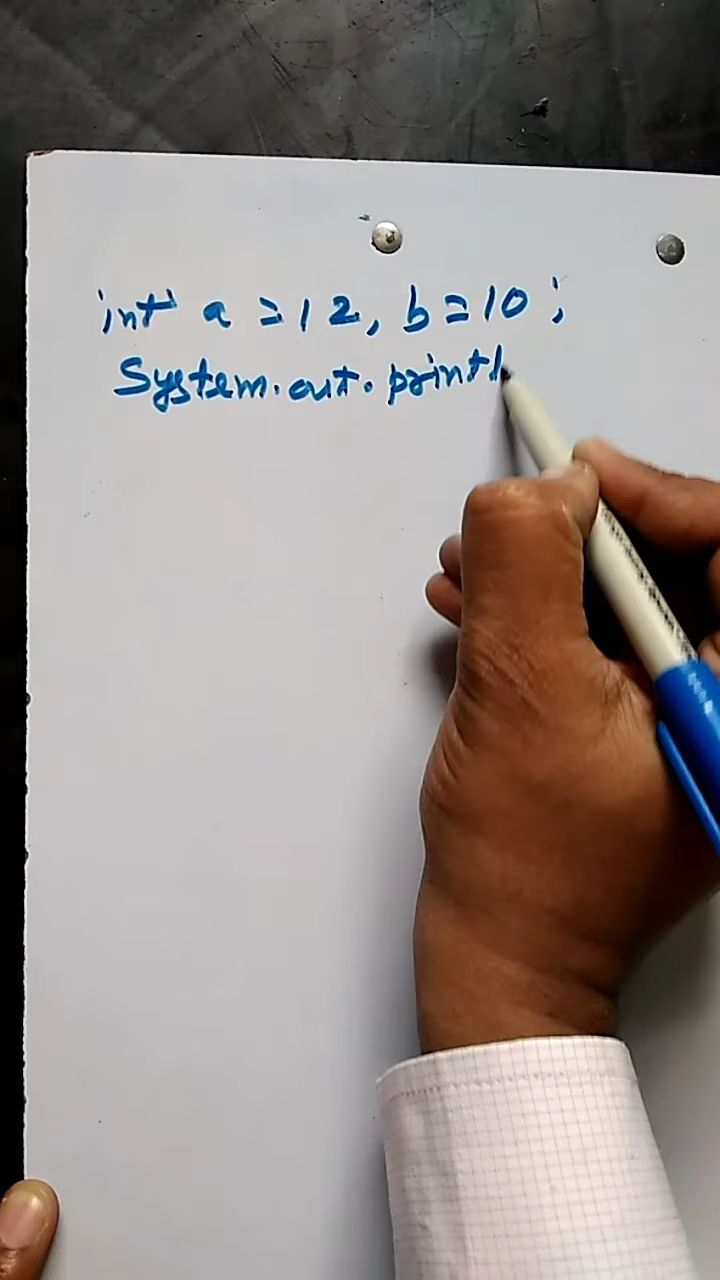 int a = 12, b = 10 ;
System.out.printl